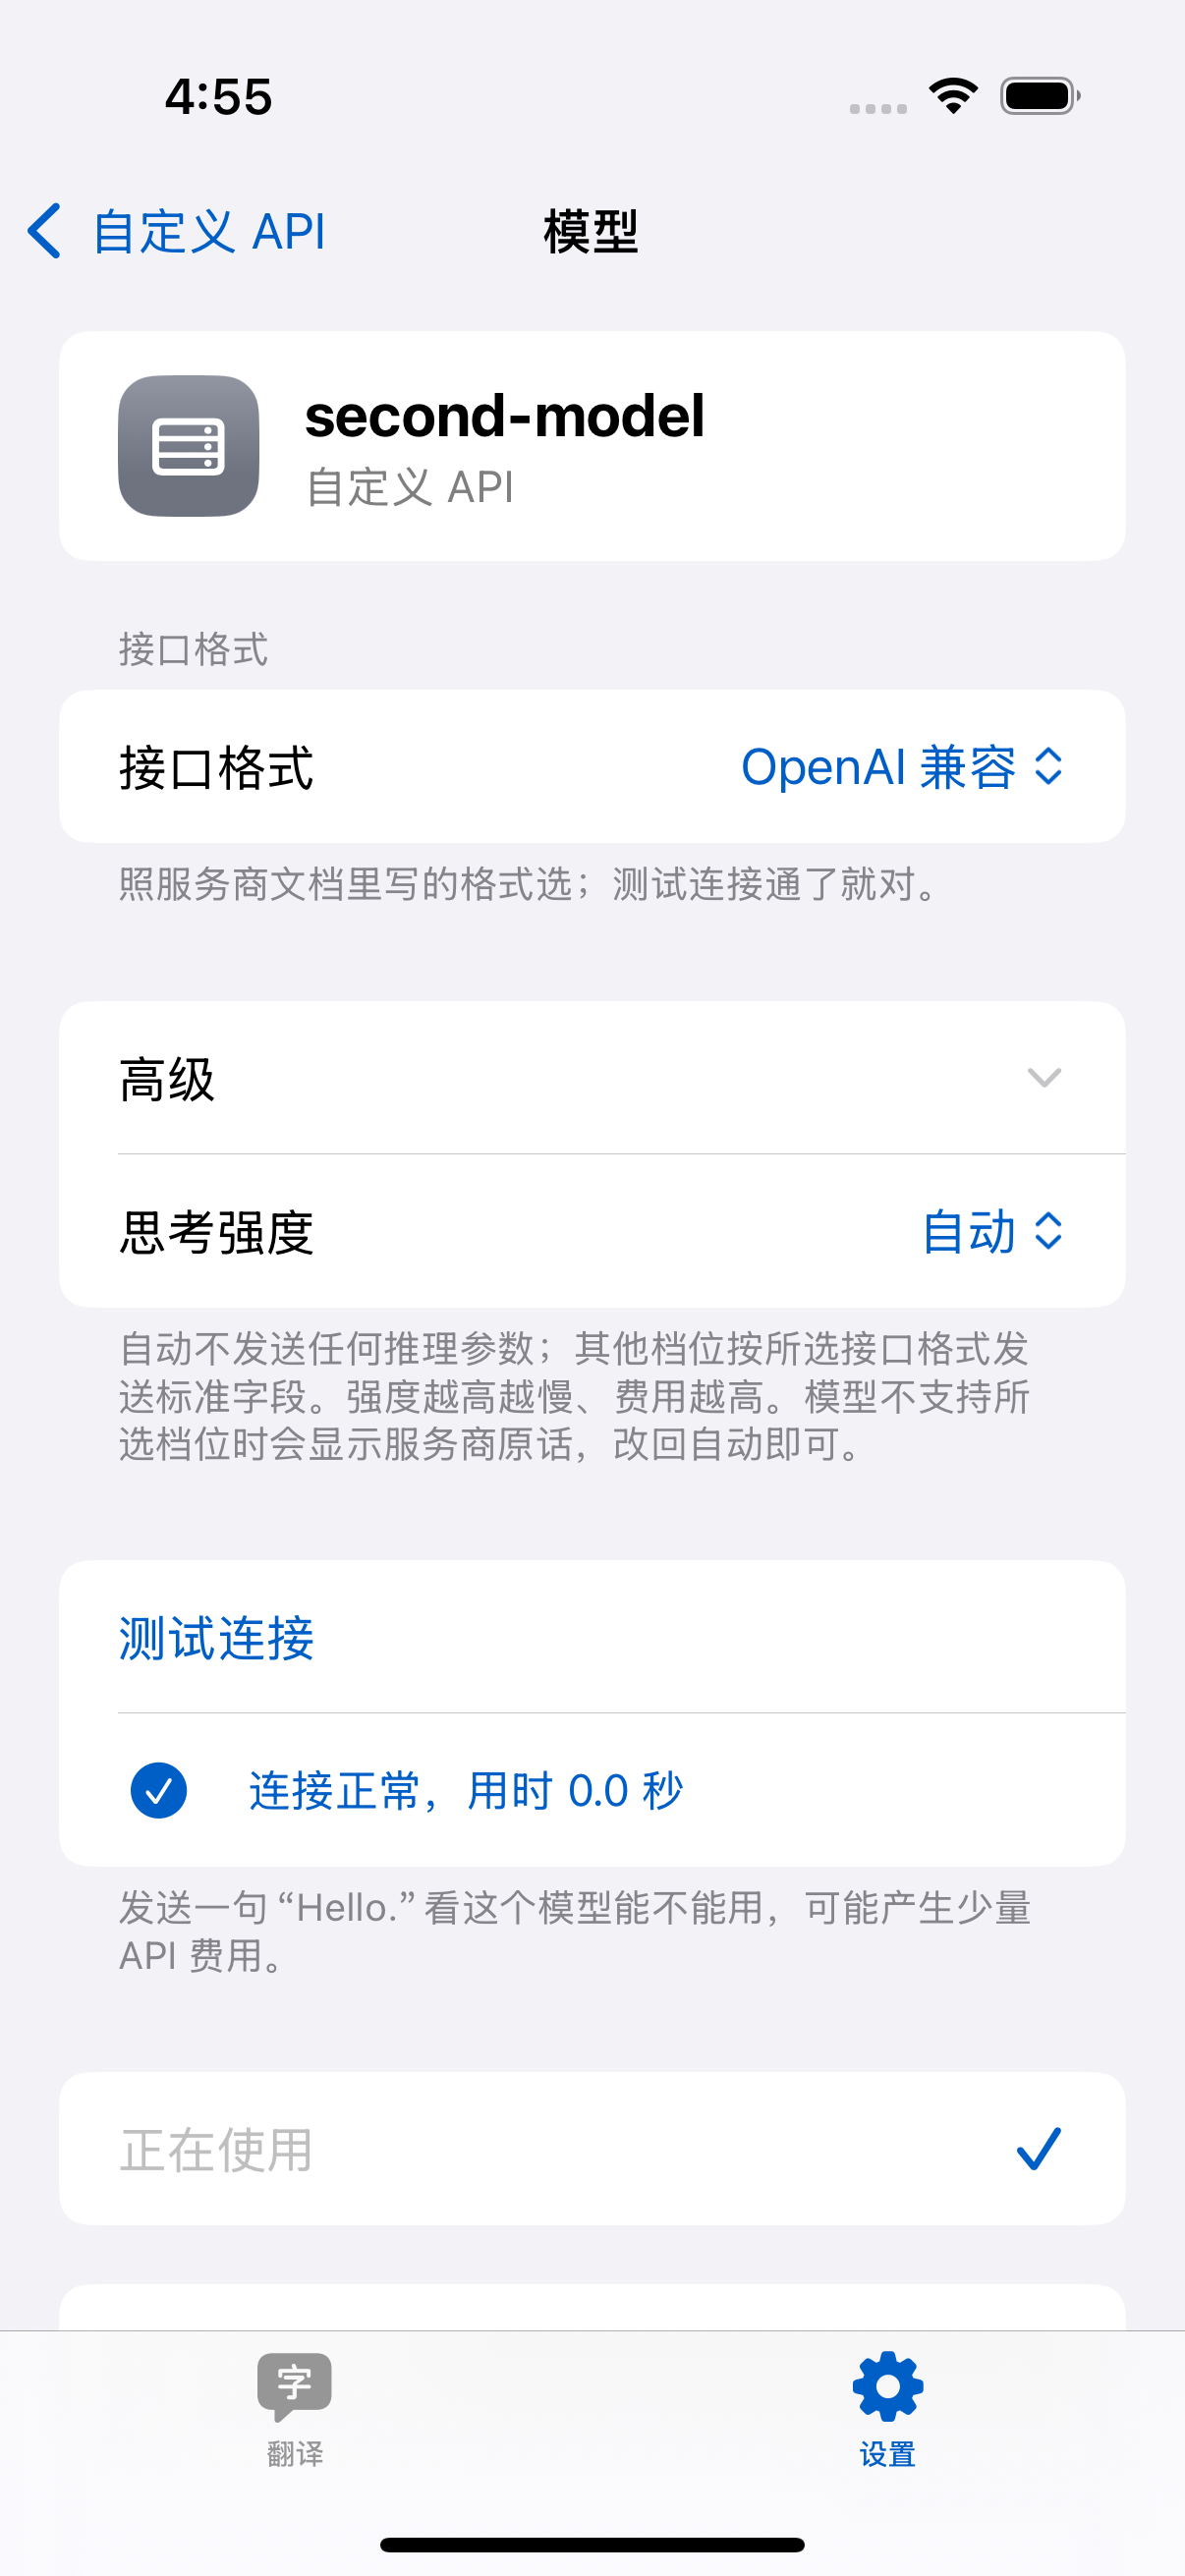 4:55
自定义 API
模型
second-model
自定义 API
接口格式
接口格式
OpenAI 兼容
照服务商文档里写的格式选；测试连接通了就对。
高级
思考强度
自动
自动不发送任何推理参数；其他档位按所选接口格式发
送标准字段。强度越高越慢、费用越高。模型不支持所
选档位时会显示服务商原话，改回自动即可。
测试连接
连接正常，用时 0.0 秒
发送一句 “Hello.” 看这个模型能不能用，可能产生少量
API 费用。
正在使用
字
翻译
设置